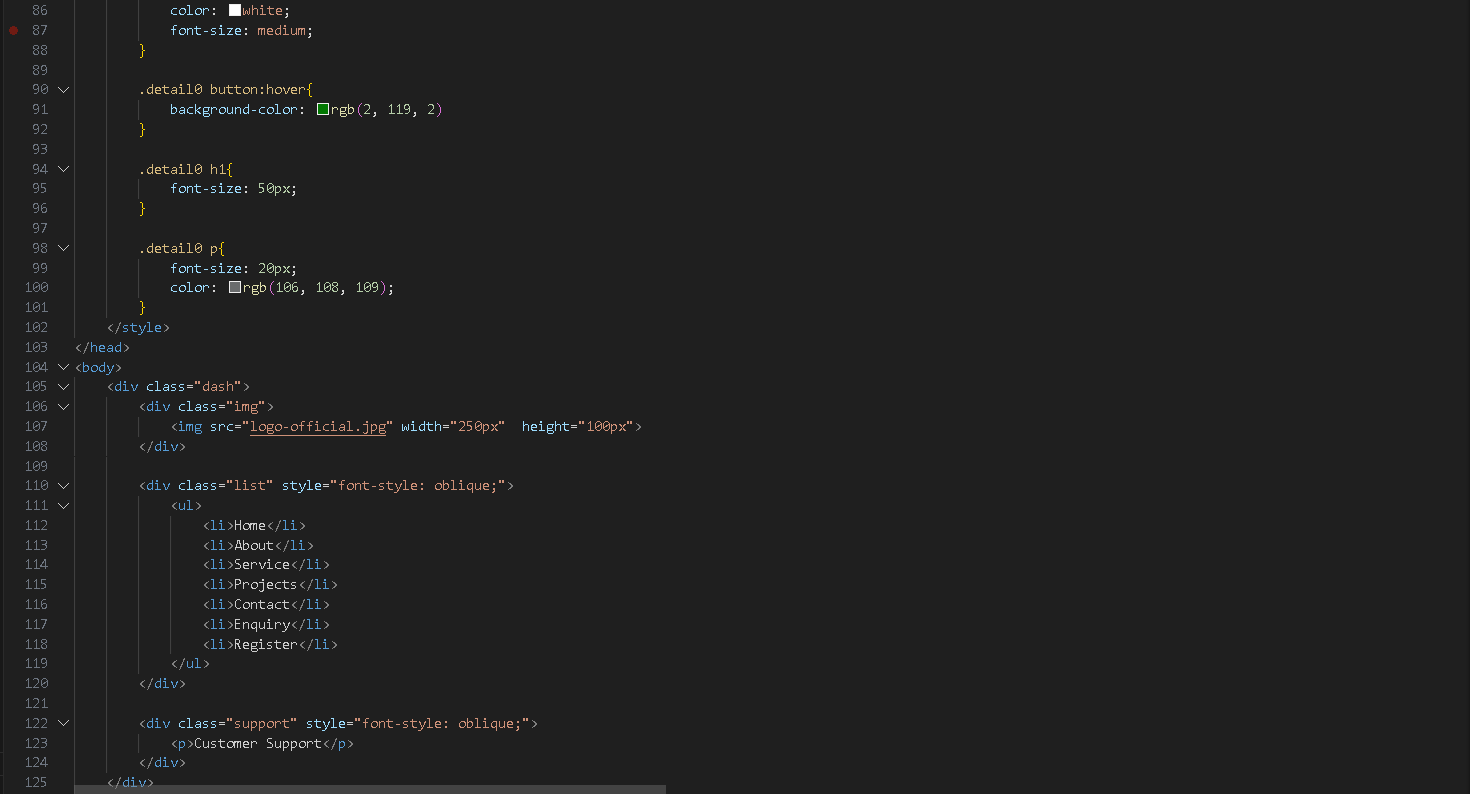 86 color: white;
87 font-size: medium;
88 }
89
90 .detail0 button:hover{
91 background-color: rgb(2, 119, 2)
92 }
93
94 .detail0 h1{
95 font-size: 50px;
96 }
97
98 .detail0 p{
99 font-size: 20px;
100 color: rgb(106, 108, 109);
101 }
102 </style>
103 </head>
104 <body>
105 <div class="dash">
106 <div class="img">
107 <img src="logo-official.jpg" width="250px"  height="100px">
108 </div>
109
110 <div class="list" style="font-style: oblique;">
111 <ul>
112 <li>Home</li>
113 <li>About</li>
114 <li>Service</li>
115 <li>Projects</li>
116 <li>Contact</li>
117 <li>Enquiry</li>
118 <li>Register</li>
119 </ul>
120 </div>
121
122 <div class="support" style="font-style: oblique;">
123 <p>Customer Support</p>
124 </div>
125 </div>